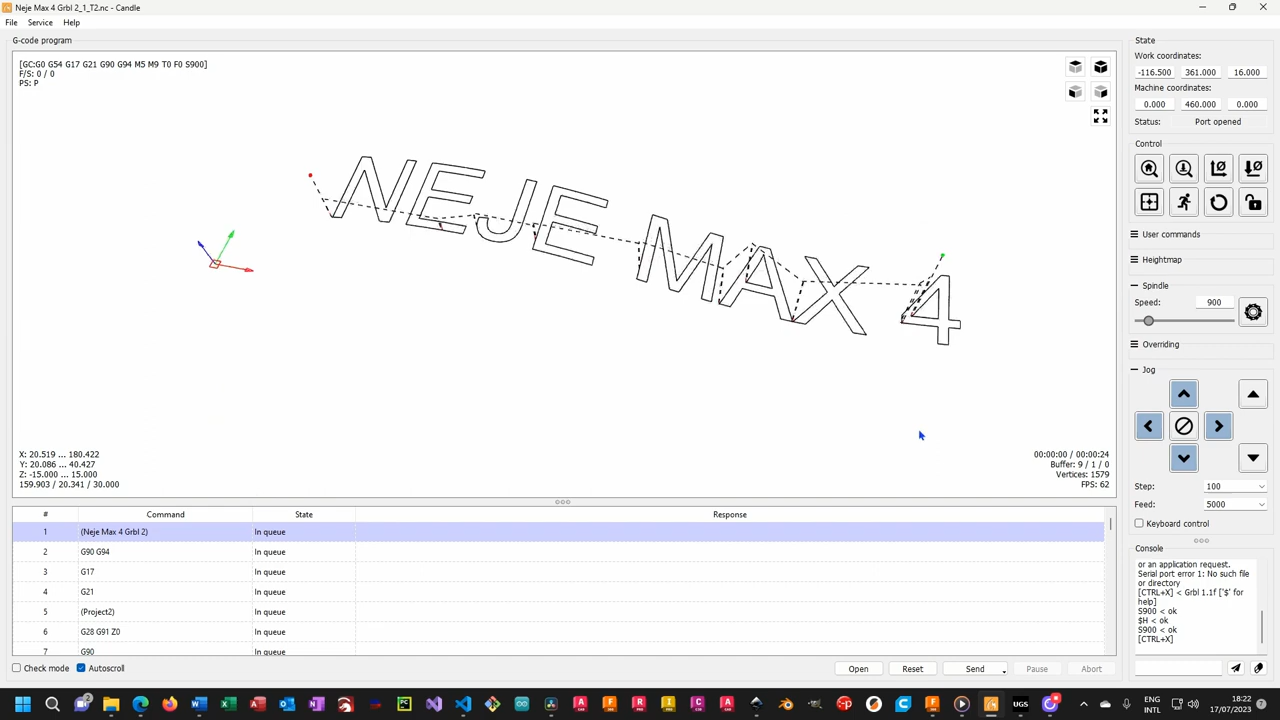 Neje Max 4 Grbl 2_1_T2.nc - Candle
File Service Help
G-code program
[GC:G0 G54 G17 G21 G90 G94 M5 M9 T0 F0 S900]
F/S: 0 / 0
PS: P
NEJE MAX 4
X: 20.519 ... 180.422
Y: 20.086 ... 40.427
Z: -15.000 ... 15.000
159.903 / 20.341 / 30.000
00:00:00 / 00:00:24
Buffer: 9 / 1 / 0
Vertices: 1579
FPS: 62
# Command State Response
1 (Neje Max 4 Grbl 2) In queue
2 G90 G94 In queue
3 G17 In queue
4 G21 In queue
5 (Project2) In queue
6 G28 G91 Z0 In queue
7 G90 In queue
Check mode Autoscroll Open Reset Send Pause Abort
State
Work coordinates:
-116.500 361.000 16.000
Machine coordinates:
0.000 460.000 0.000
Status: Port opened
Control
User commands
Heightmap
Spindle
Speed: 900
Overriding
Jog
Step: 100
Feed: 5000
Keyboard control
Console
or an application request.
Serial port error 1: No such file
or directory
[CTRL+X] < Grbl 1.1f ['$' for
help]
S900 < ok
$H < ok
S900 < ok
[CTRL+X]
ENG
INTL
18:22
17/07/2023
UGS